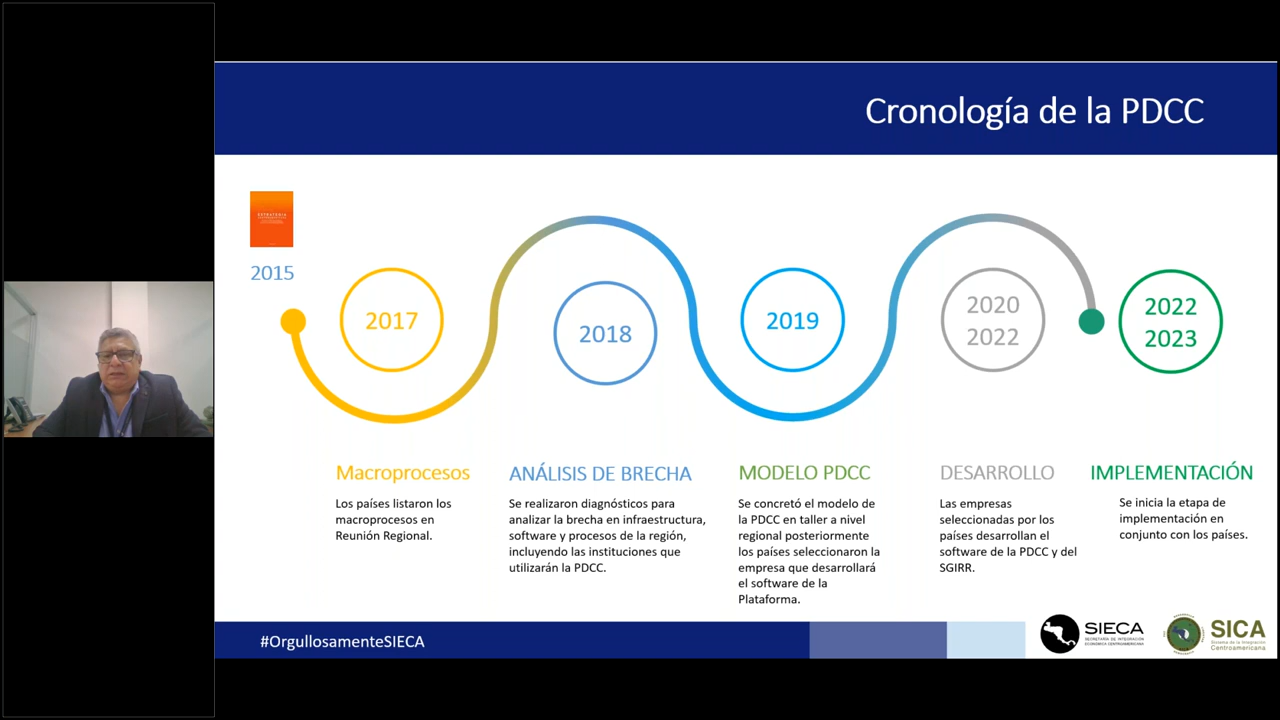 Cronología de la PDCC
ESTRATEGIA
2015
2017
2018
2019
2020
2022
2022
2023
Macroprocesos
Los países listaron los
macroprocesos en
Reunión Regional.
ANÁLISIS DE BRECHA
Se realizaron diagnósticos para
analizar la brecha en infraestructura,
software y procesos de la región,
incluyendo las instituciones que
utilizarán la PDCC.
MODELO PDCC
Se concretó el modelo de
la PDCC en taller a nivel
regional posteriormente
los países seleccionaron la
empresa que desarrollará
el software de la
Plataforma.
DESARROLLO
Las empresas
seleccionadas por los
países desarrollan el
software de la PDCC y del
SGIRR.
IMPLEMENTACIÓN
Se inicia la etapa de
implementación en
conjunto con los países.
#OrgullosamenteSIECA
SIECA
SECRETARÍA DE INTEGRACIÓN
ECONÓMICA CENTROAMERICANA
SICA
Sistema de la Integración
Centroamericana